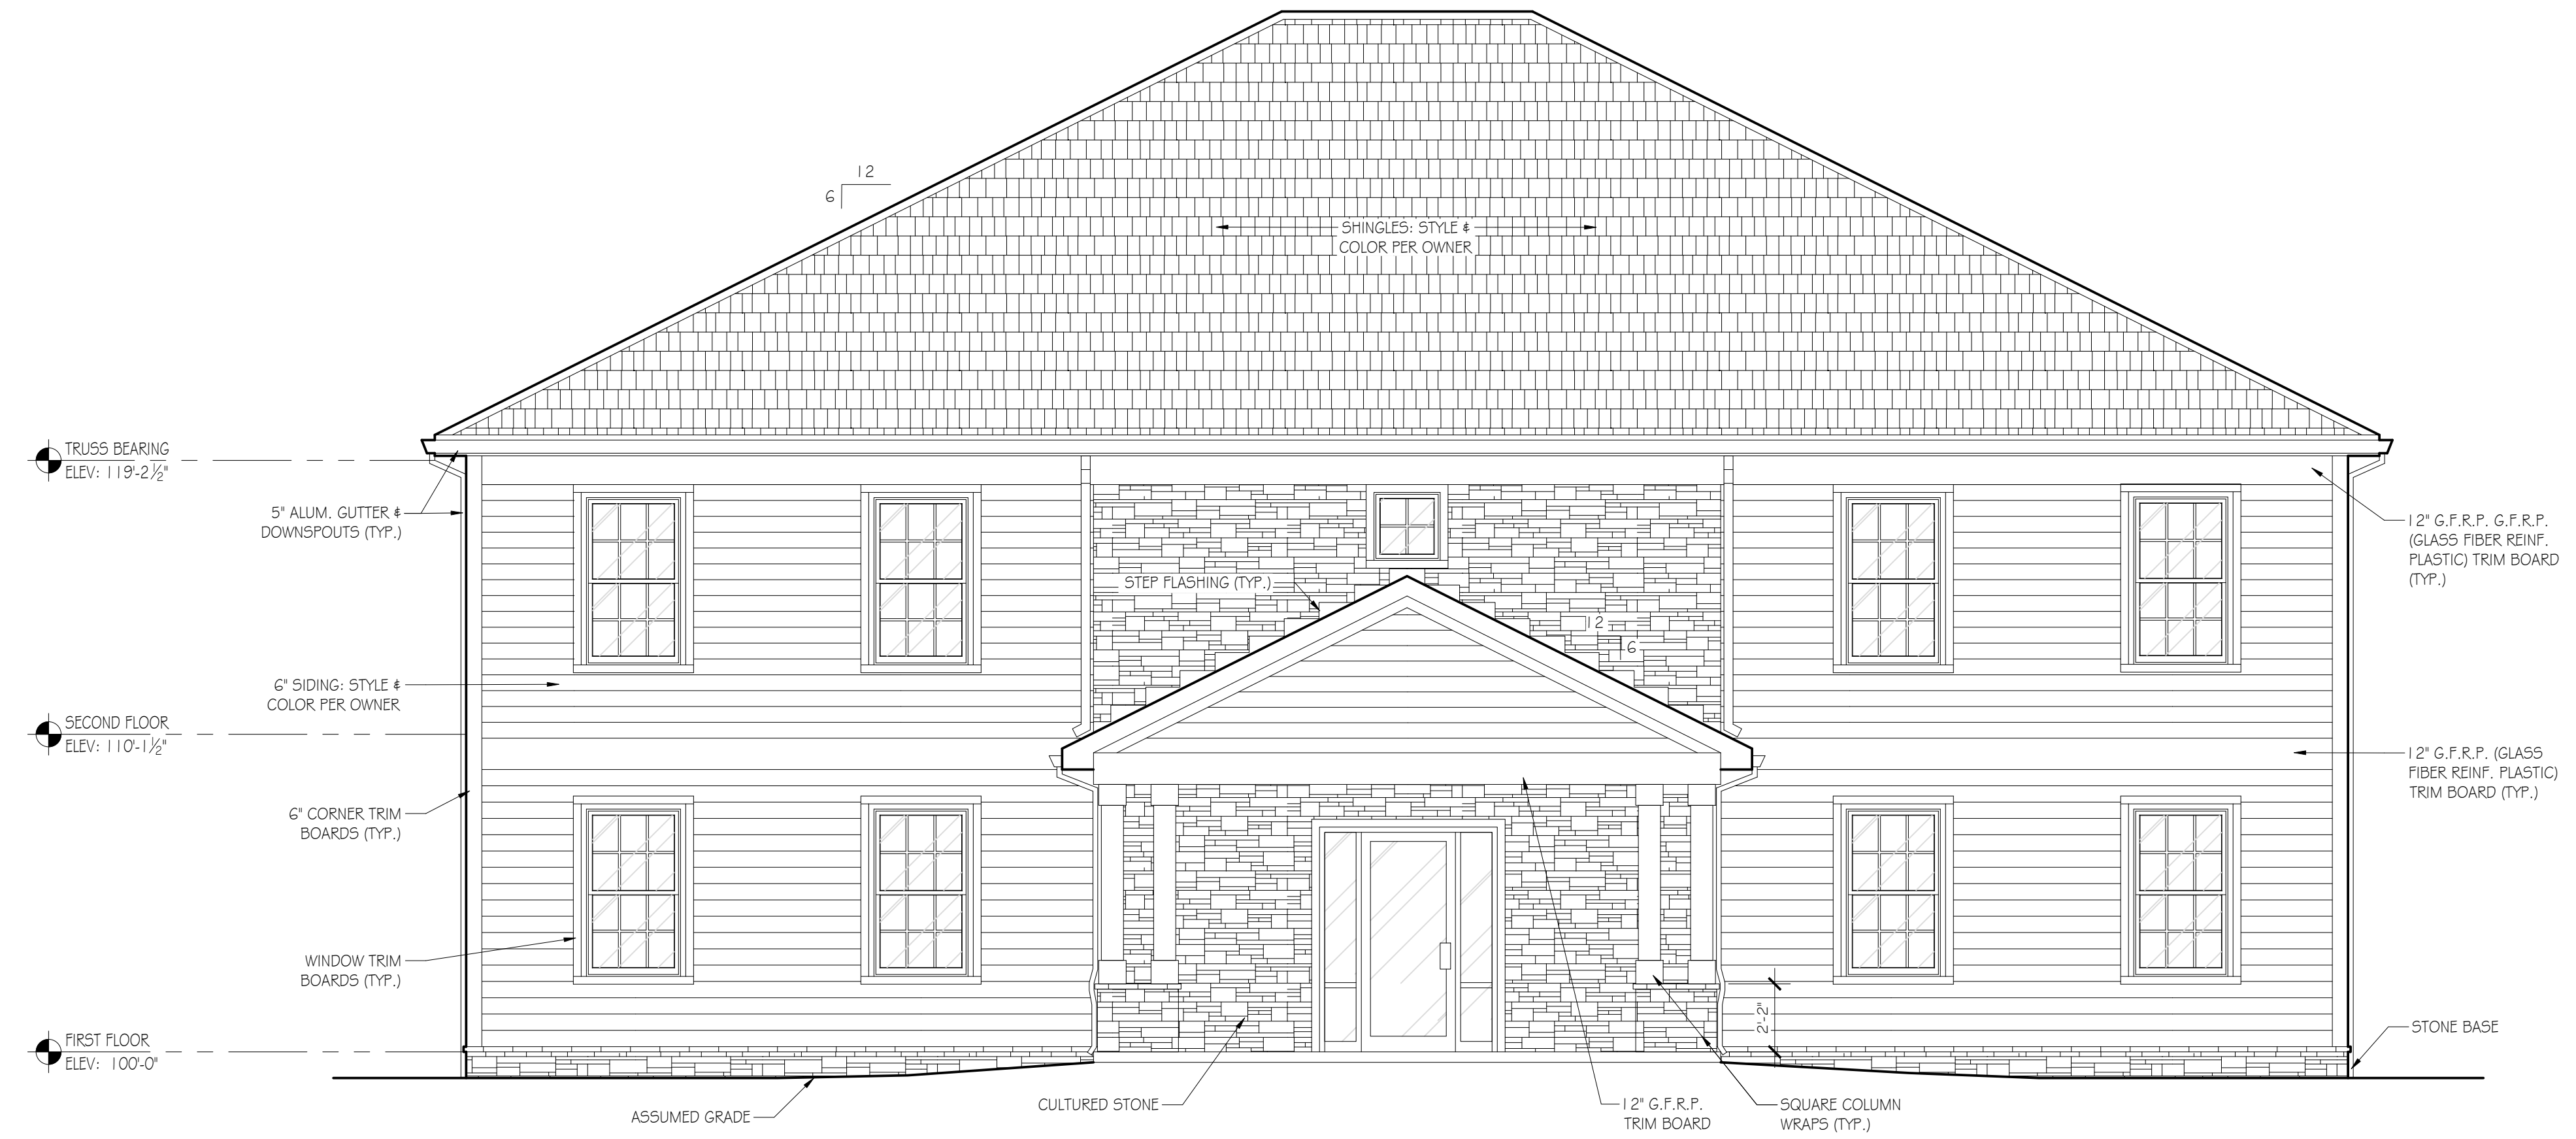 12
6
SHINGLES: STYLE &
COLOR PER OWNER
TRUSS BEARING
ELEV: 119'-2½"
5" ALUM. GUTTER &
DOWNSPOUTS (TYP.)
12" G.F.R.P. G.F.R.P.
(GLASS FIBER REINF.
PLASTIC) TRIM BOARD
(TYP.)
STEP FLASHING (TYP.)
12
6
6" SIDING: STYLE &
COLOR PER OWNER
SECOND FLOOR
ELEV: 110'-1½"
12" G.F.R.P. (GLASS
FIBER REINF. PLASTIC)
TRIM BOARD (TYP.)
6" CORNER TRIM
BOARDS (TYP.)
WINDOW TRIM
BOARDS (TYP.)
2'-2"
FIRST FLOOR
ELEV: 100'-0"
STONE BASE
ASSUMED GRADE
CULTURED STONE
12" G.F.R.P.
TRIM BOARD
SQUARE COLUMN
WRAPS (TYP.)